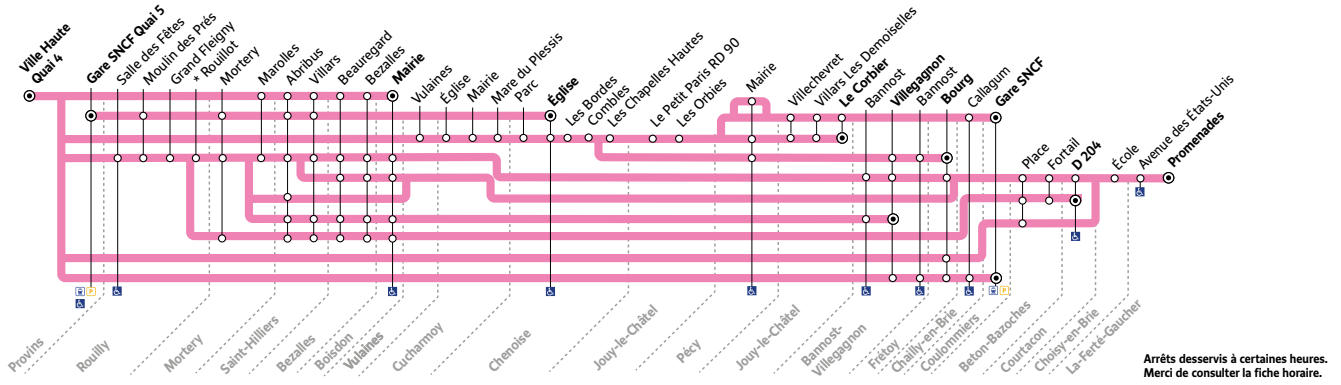 Ville Haute
Quai 4
Gare SNCF Quai 5
Salle des Fêtes
Moulin des Prés
Grand Fleigny
* Rouillot
Mortery
Marolles
Abribus
Villars
Beauregard
Bezalles
Mairie
Vulaines
Église
Mairie
Mare du Plessis
Parc
Église
Les Bordes
Combles
Les Chapelles Hautes
Le Petit Paris RD 90
Les Orbies
Mairie
Villechevret
Villars Les Demoiselles
Le Corbier
Bannost
Villegagnon
Bannost
Bourg
Callagum
Gare SNCF
Place
Fortail
D 204
École
Avenue des États-Unis
Promenades
P
P
Provins
Rouilly
Mortery
Saint-Hilliers
Bezalles
Boisdon
Vulaines
Cucharmoy
Chenoise
Jouy-le-Châtel
Pécy
Jouy-le-Châtel
Bannost-
Villegagnon
Frétoy
Chailly-en-Brie
Coulommiers
Beton-Bazoches
Courtacon
Choisy-en-Brie
La-Ferté-Gaucher
Arrêts desservis à certaines heures.
Merci de consulter la fiche horaire.